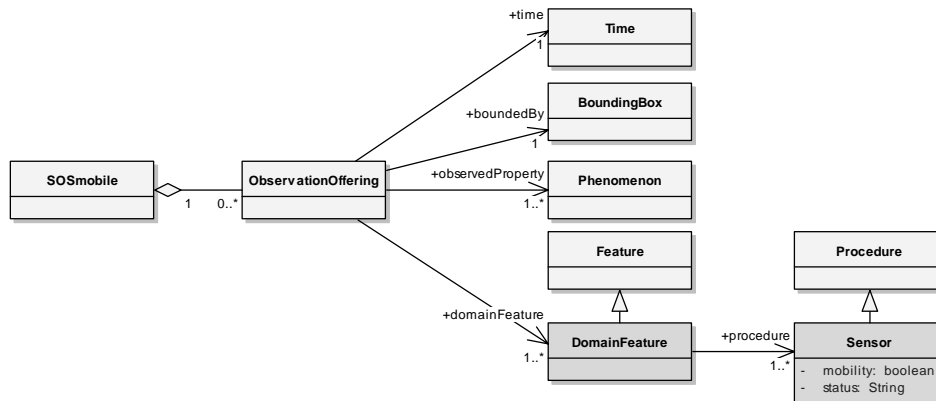 +time
1
Time
+boundedBy
1
BoundingBox
SOSmobile
1
0..*
ObservationOffering
+observedProperty
1..*
Phenomenon
Feature
Procedure
+domainFeature
1..*
DomainFeature
+procedure
1..*
Sensor
- mobility: boolean
- status: String